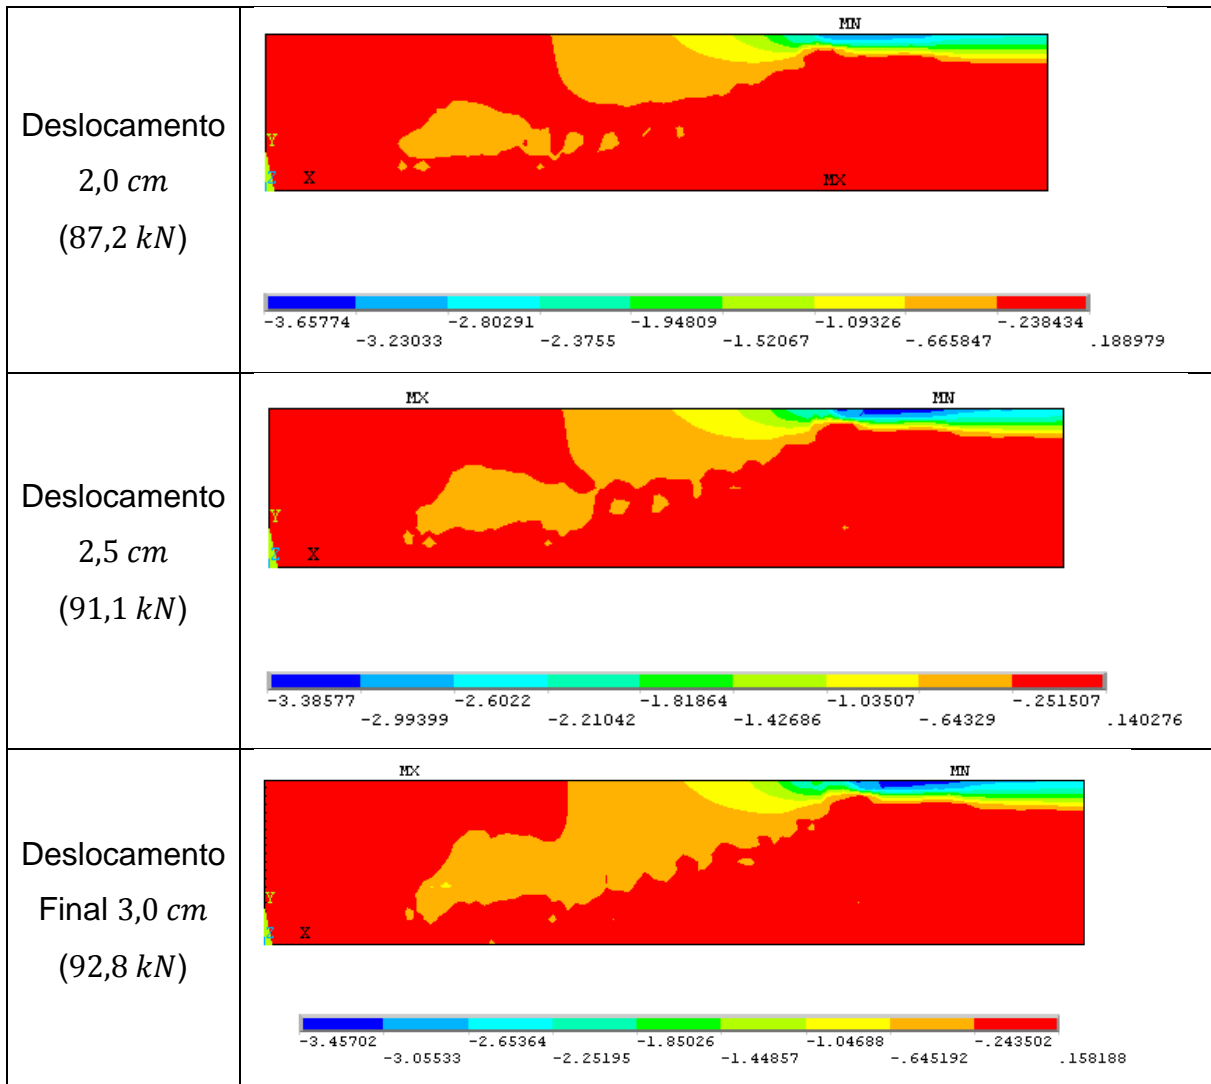 Deslocamento
2,0 cm
(87,2 kN)
MN
Y
Z X
MX
-3.65774 -2.80291 -1.94809 -1.09326 -.238434
-3.23033 -2.3755 -1.52067 -.665847 .188979
Deslocamento
2,5 cm
(91,1 kN)
MX MN
Y
Z X
-3.38577 -2.6022 -1.81864 -1.03507 -.251507
-2.99399 -2.21042 -1.42686 -.64329 .140276
Deslocamento
Final 3,0 cm
(92,8 kN)
MX MN
Y
Z X
-3.45702 -2.65364 -1.85026 -1.04688 -.243502
-3.05533 -2.25195 -1.44857 -.645192 .158188